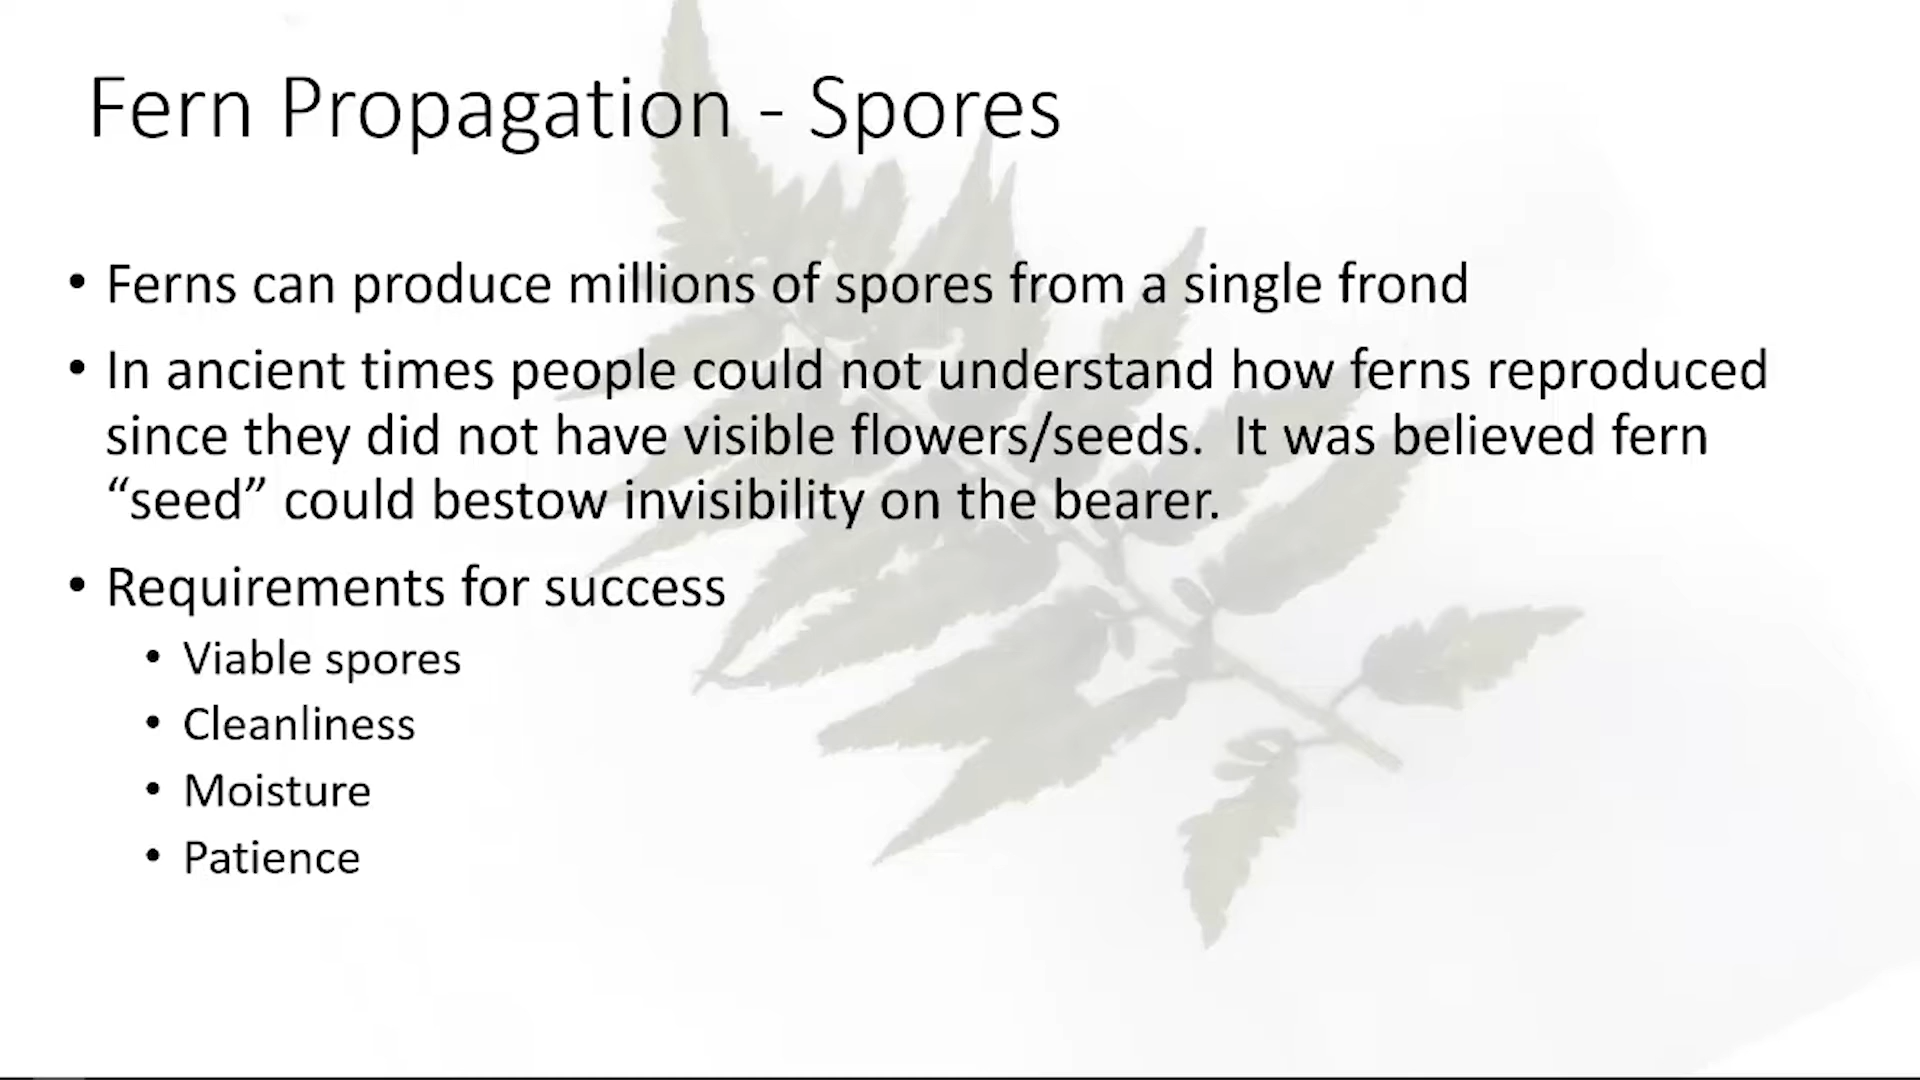 Fern Propagation - Spores
• Ferns can produce millions of spores from a single frond
• In ancient times people could not understand how ferns reproduced
since they did not have visible flowers/seeds.  It was believed fern
“seed” could bestow invisibility on the bearer.
• Requirements for success
• Viable spores
• Cleanliness
• Moisture
• Patience